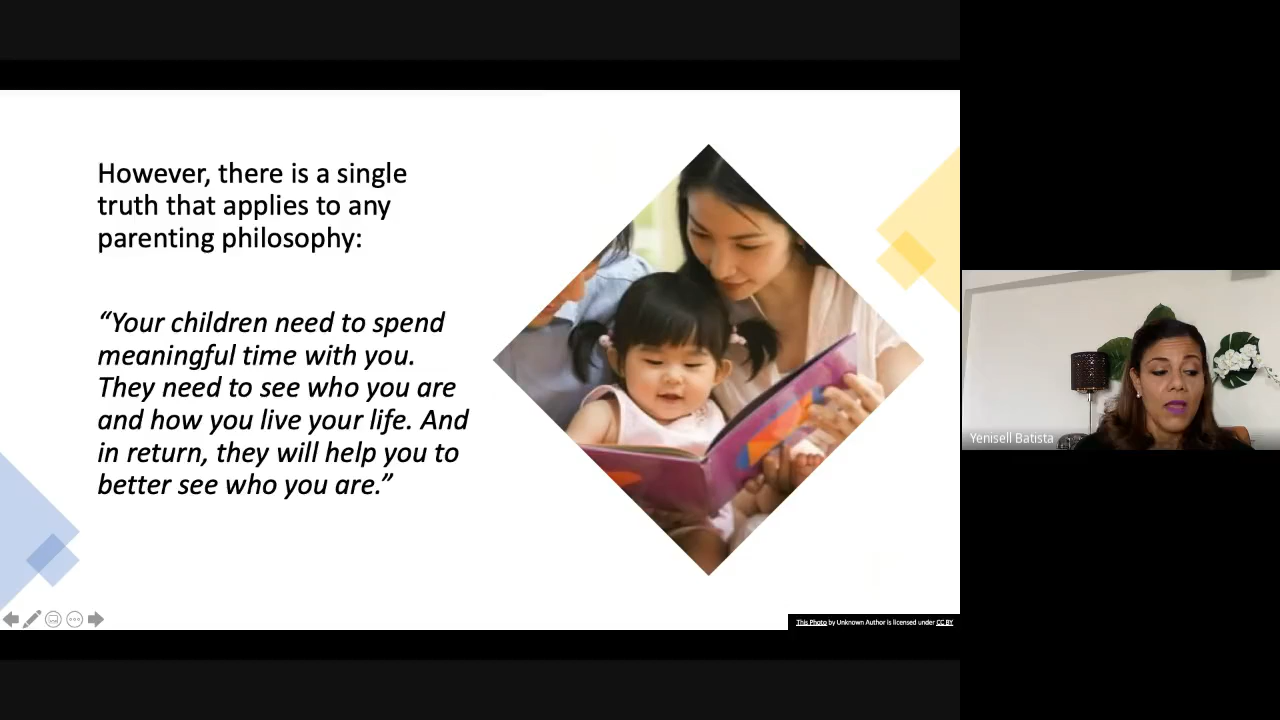 However, there is a single
truth that applies to any
parenting philosophy:
“Your children need to spend
meaningful time with you.
They need to see who you are
and how you live your life. And
in return, they will help you to
better see who you are.”
This Photo by Unknown Author is licensed under CC BY
Yenisell Batista